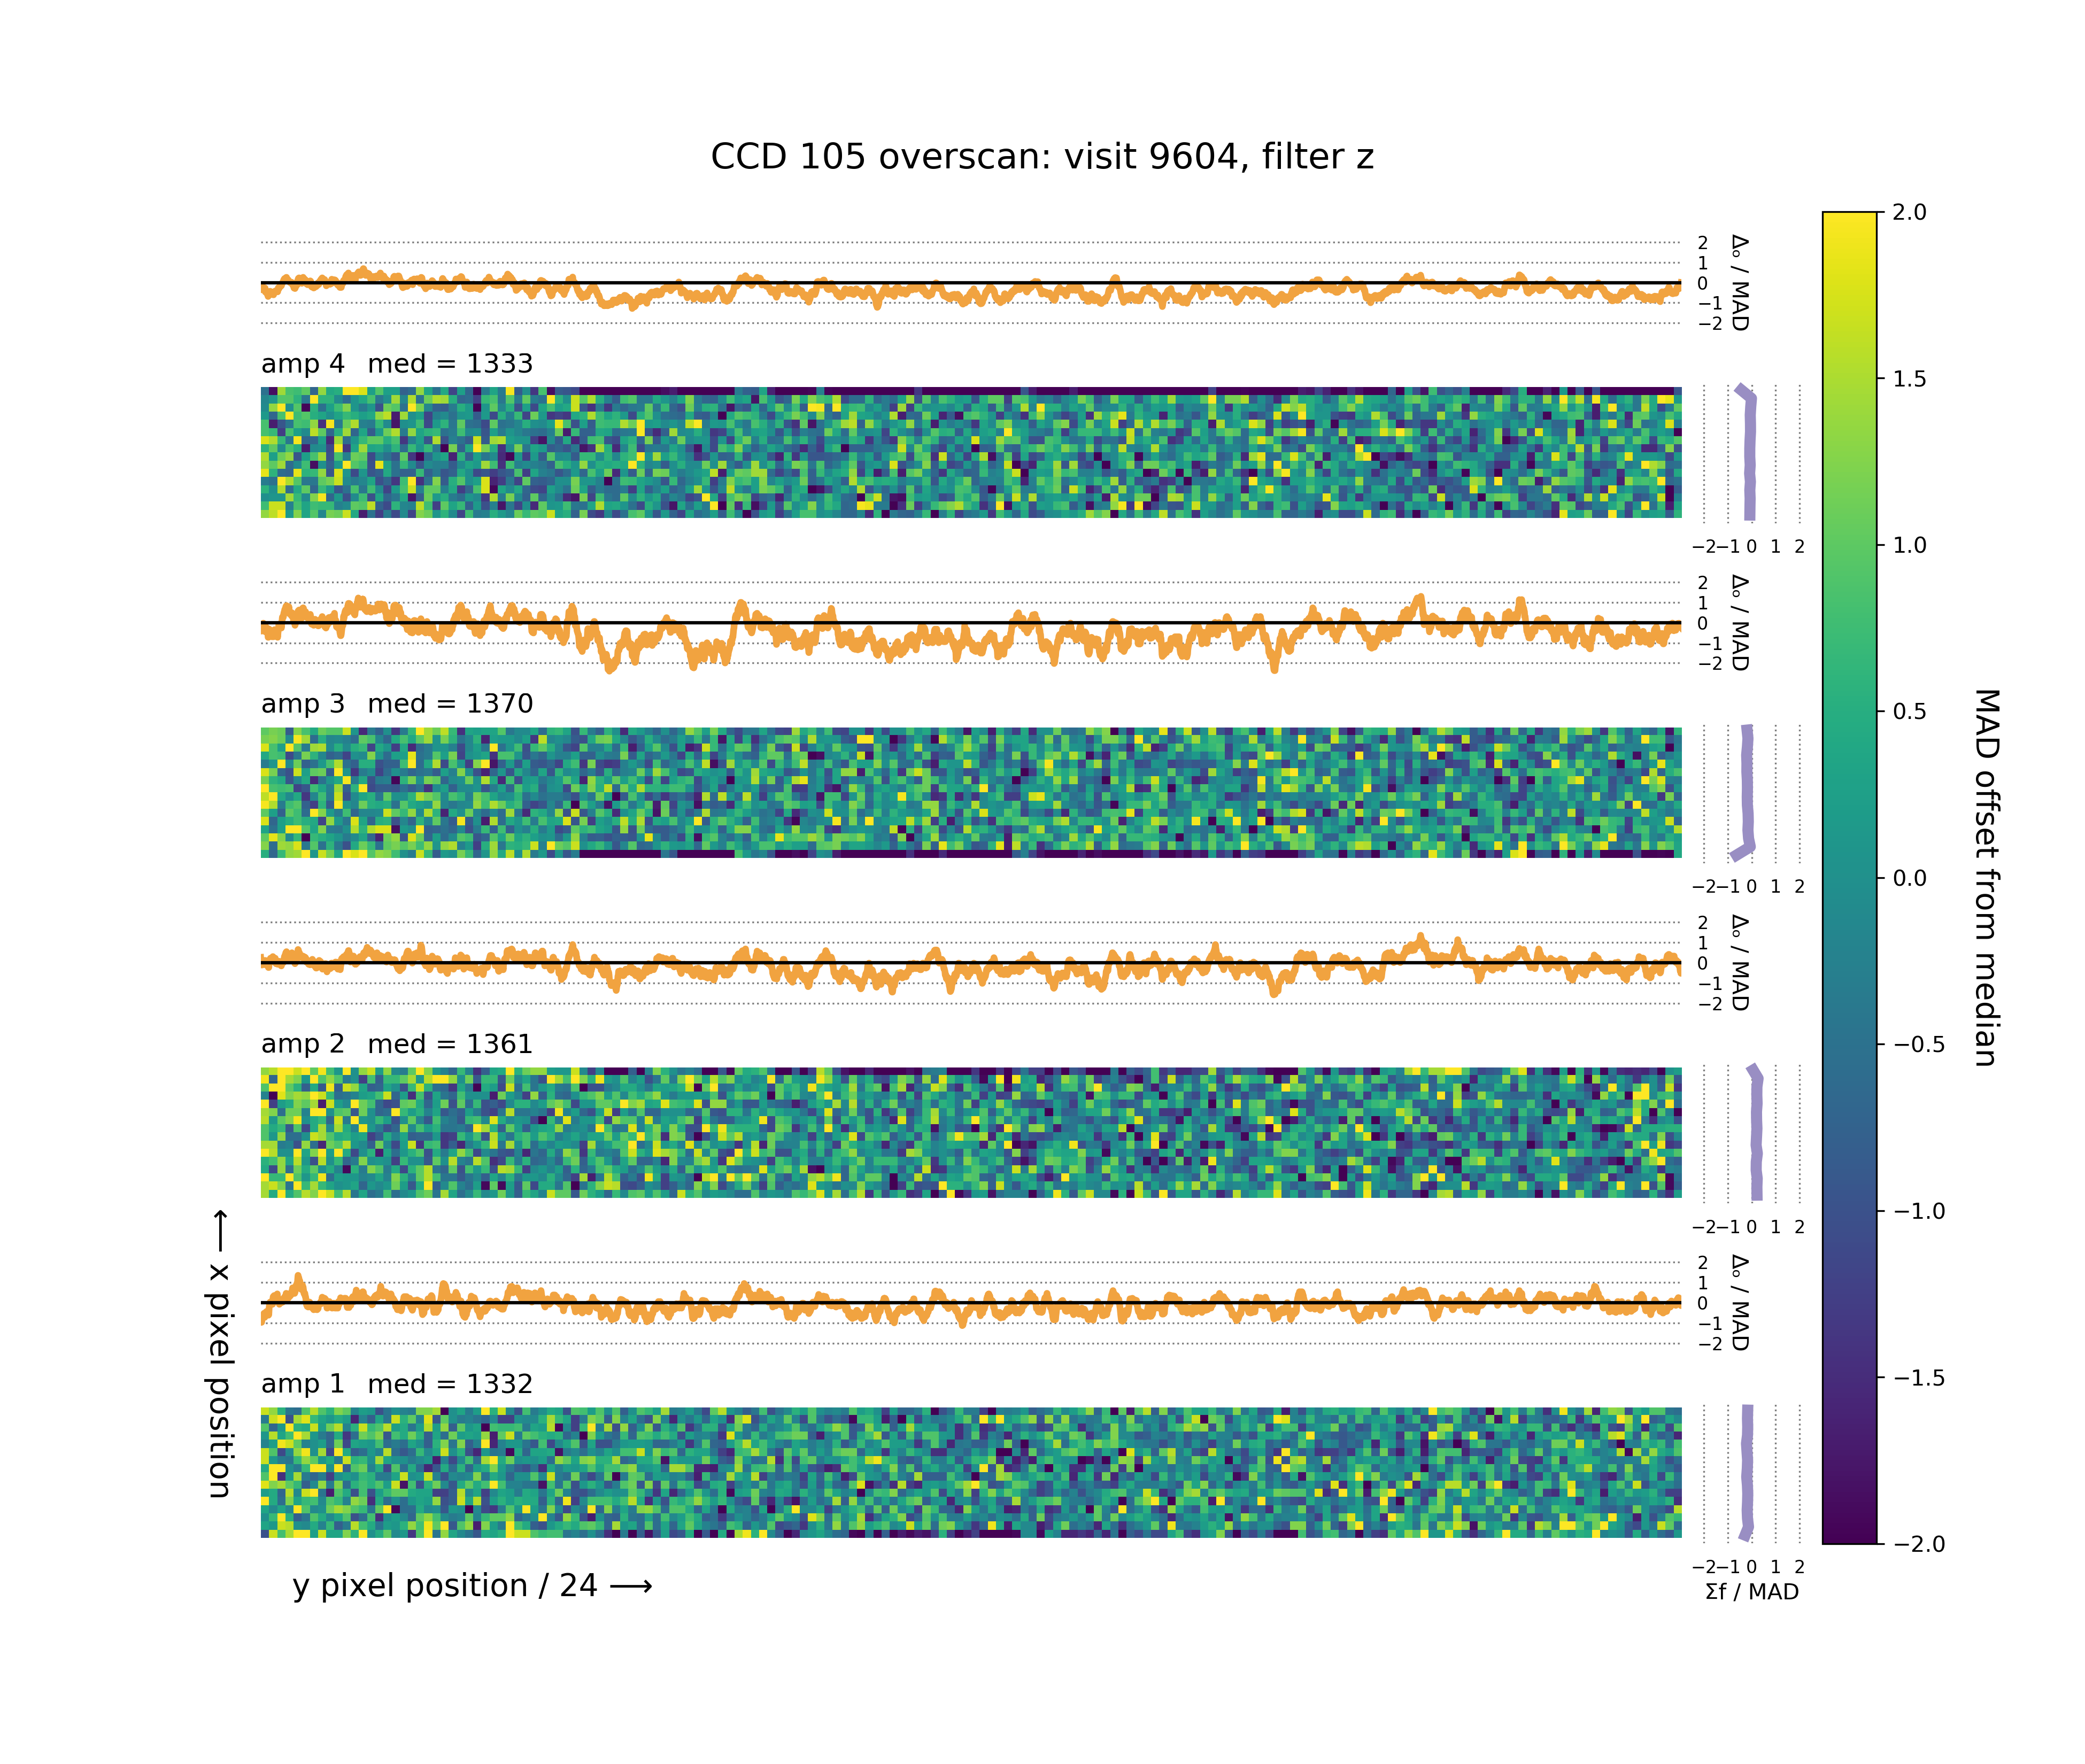 CCD 105 overscan: visit 9604, filter z
2
1
0
−1
−2
Δₒ / MAD
amp 4 med = 1333
−2 −1 0 1 2
2
1
0
−1
−2
Δₒ / MAD
amp 3 med = 1370
−2 −1 0 1 2
2
1
0
−1
−2
Δₒ / MAD
amp 2 med = 1361
−2 −1 0 1 2
2
1
0
−1
−2
Δₒ / MAD
amp 1 med = 1332
−2 −1 0 1 2
Σf / MAD
x pixel position ⟶
y pixel position / 24 ⟶
2.0
1.5
1.0
0.5
0.0
−0.5
−1.0
−1.5
−2.0
MAD offset from median